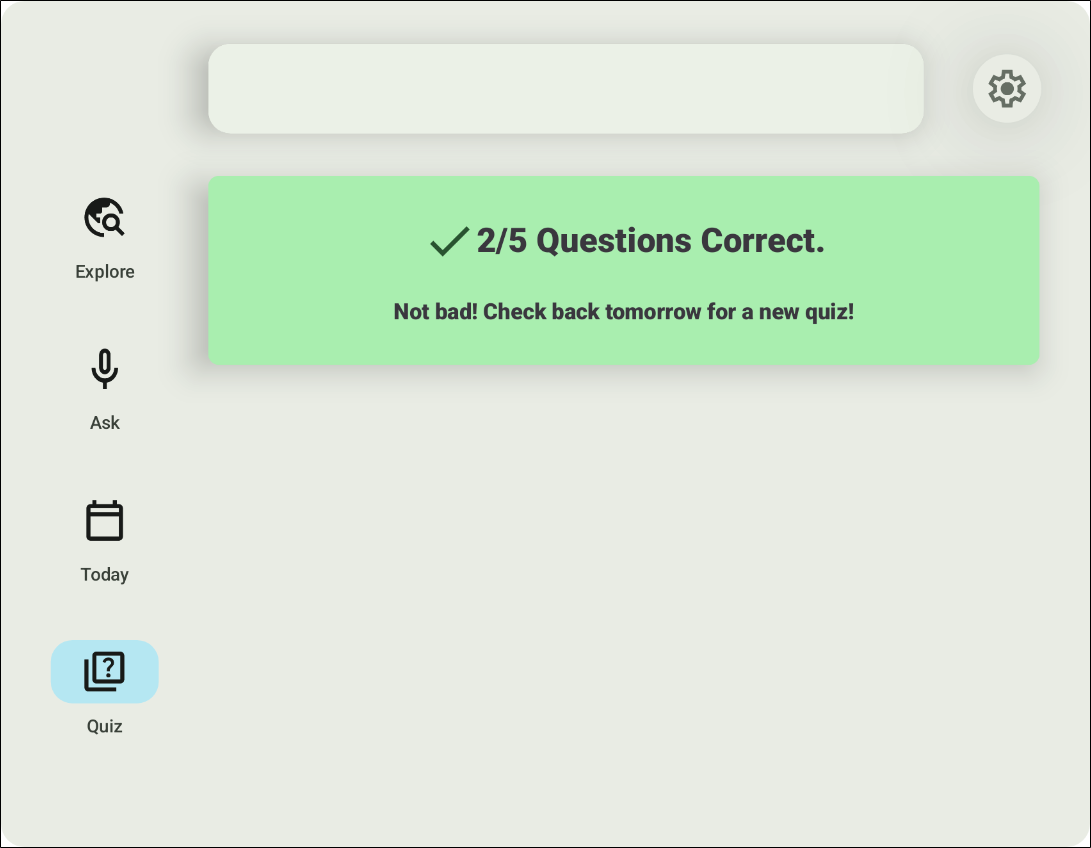 2/5 Questions Correct.
Not bad! Check back tomorrow for a new quiz!
Explore
Ask
Today
?
Quiz